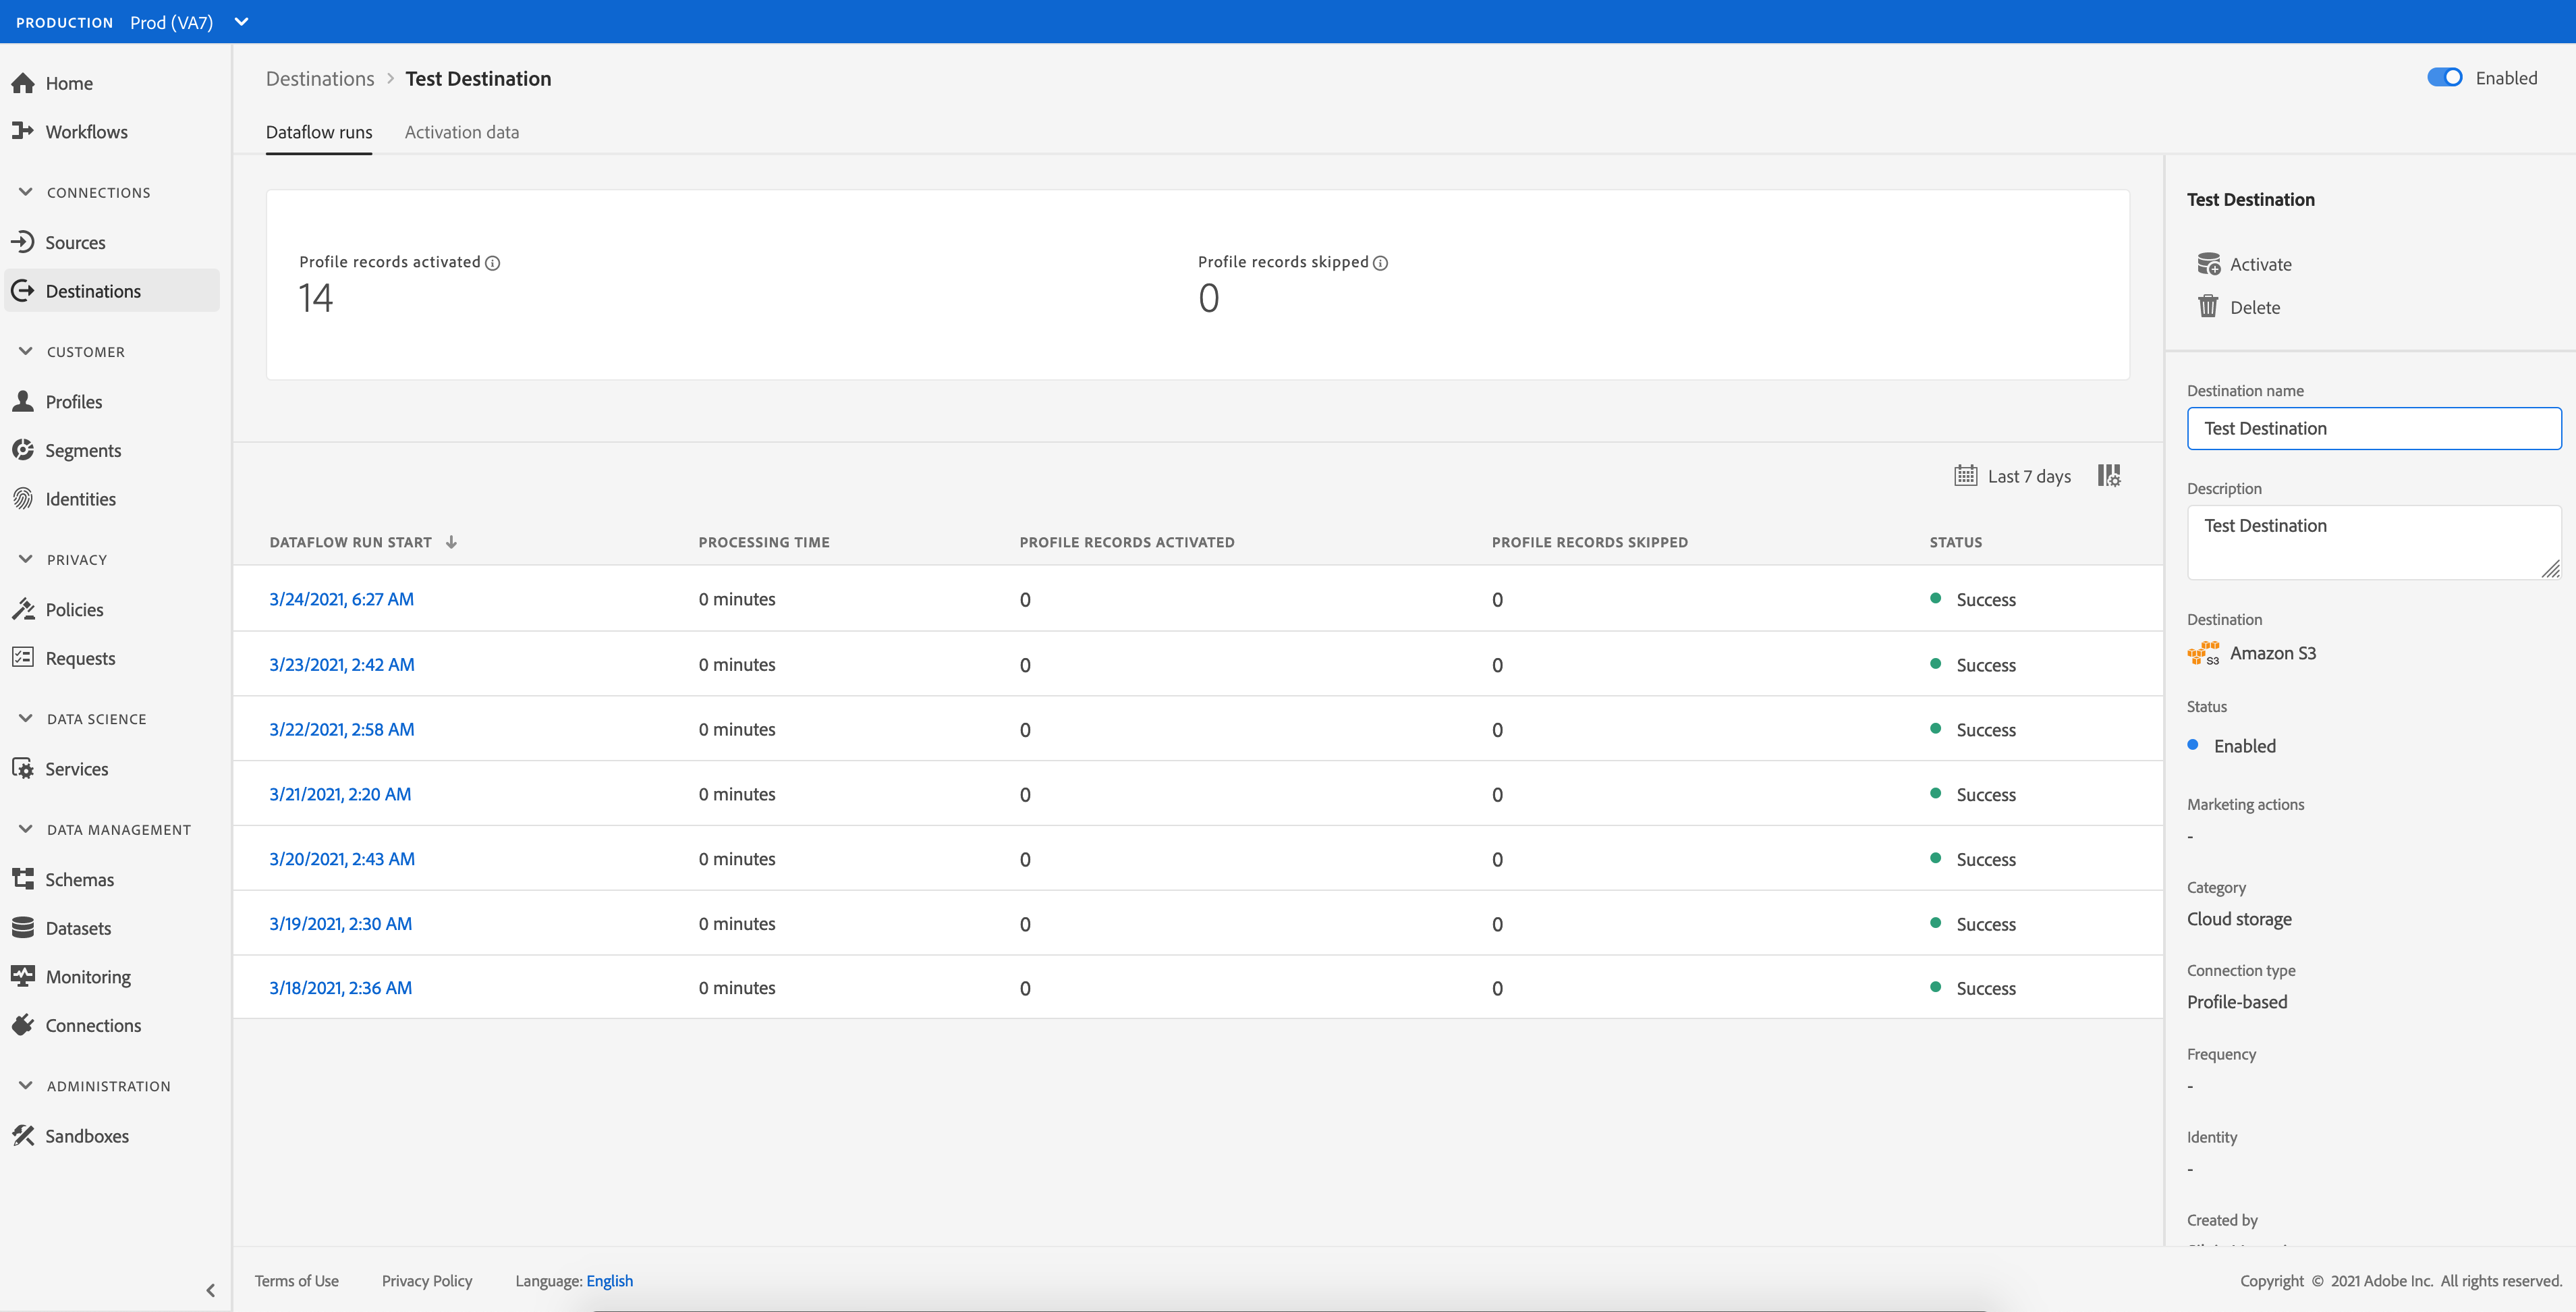 PRODUCTION Prod (VA7)
Home
Workflows
CONNECTIONS
Sources
Destinations
CUSTOMER
Profiles
Segments
Identities
PRIVACY
Policies
Requests
DATA SCIENCE
Services
DATA MANAGEMENT
Schemas
Datasets
Monitoring
Connections
ADMINISTRATION
Sandboxes
Destinations Test Destination
Enabled
Dataflow runs Activation data
Profile records activated
14
Profile records skipped
0
Last 7 days
DATAFLOW RUN START PROCESSING TIME PROFILE RECORDS ACTIVATED PROFILE RECORDS SKIPPED STATUS
3/24/2021, 6:27 AM 0 minutes 0 0 Success
3/23/2021, 2:42 AM 0 minutes 0 0 Success
3/22/2021, 2:58 AM 0 minutes 0 0 Success
3/21/2021, 2:20 AM 0 minutes 0 0 Success
3/20/2021, 2:43 AM 0 minutes 0 0 Success
3/19/2021, 2:30 AM 0 minutes 0 0 Success
3/18/2021, 2:36 AM 0 minutes 0 0 Success
Test Destination
Activate
Delete
Destination name
Test Destination
Description
Test Destination
Destination
S3 Amazon S3
Status
Enabled
Marketing actions
-
Category
Cloud storage
Connection type
Profile-based
Frequency
-
Identity
-
Created by
Terms of Use Privacy Policy Language: English
Copyright © 2021 Adobe Inc. All rights reserved.